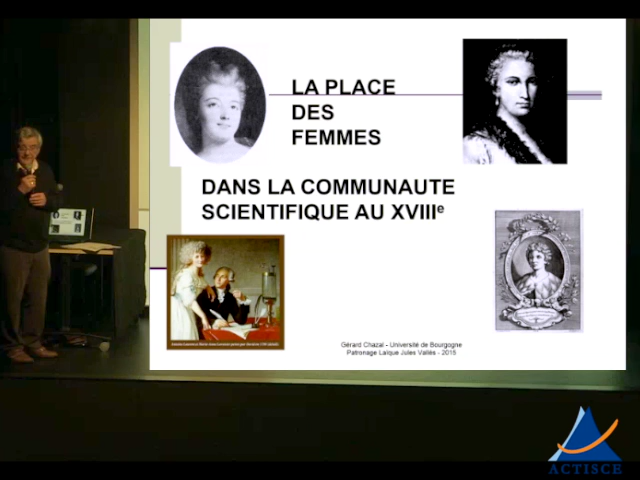 LA PLACE
DES
FEMMES
DANS LA COMMUNAUTE
SCIENTIFIQUE AU XVIIIe
Gérard Chazal - Université de Bourgogne
Patronage Laïque Jules Vallès - 2015
ACTISCE